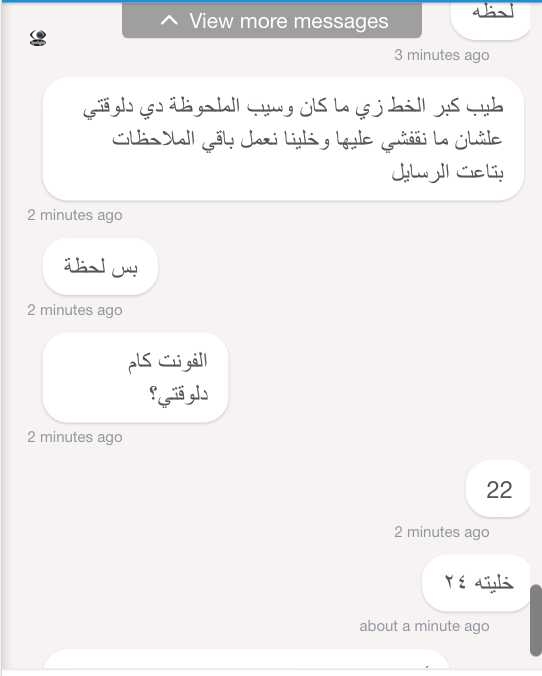 View more messages
لحظه
3 minutes ago
طيب كبر الخط زي ما كان وسيب الملحوظة دي دلوقتي
علشان ما نقفشي عليها وخلينا نعمل باقي الملاحظات
بتاعت الرسايل
2 minutes ago
بس لحظة
2 minutes ago
الفونت كام
دلوقتي؟
2 minutes ago
22
2 minutes ago
خليته ٢٤
about a minute ago